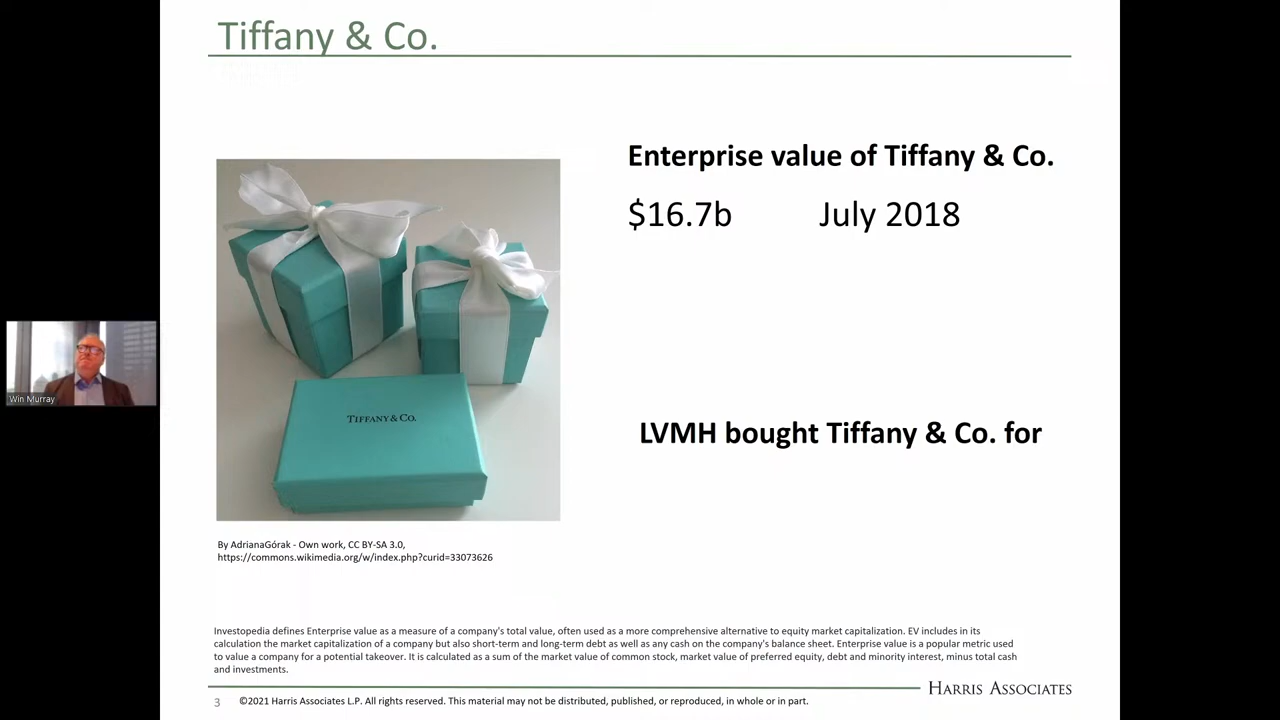 Tiffany & Co.
Enterprise value of Tiffany & Co.
$16.7b July 2018
TIFFANY & CO.
LVMH bought Tiffany & Co. for
Win Murray
By AdrianaGórak - Own work, CC BY-SA 3.0,
https://commons.wikimedia.org/w/index.php?curid=33073626
Investopedia defines Enterprise value as a measure of a company's total value, often used as a more comprehensive alternative to equity market capitalization. EV includes in its
calculation the market capitalization of a company but also short-term and long-term debt as well as any cash on the company's balance sheet. Enterprise value is a popular metric used
to value a company for a potential takeover. It is calculated as a sum of the market value of common stock, market value of preferred equity, debt and minority interest, minus total cash
and investments.
HARRIS ASSOCIATES
3 ©2021 Harris Associates L.P. All rights reserved. This material may not be distributed, published, or reproduced, in whole or in part.